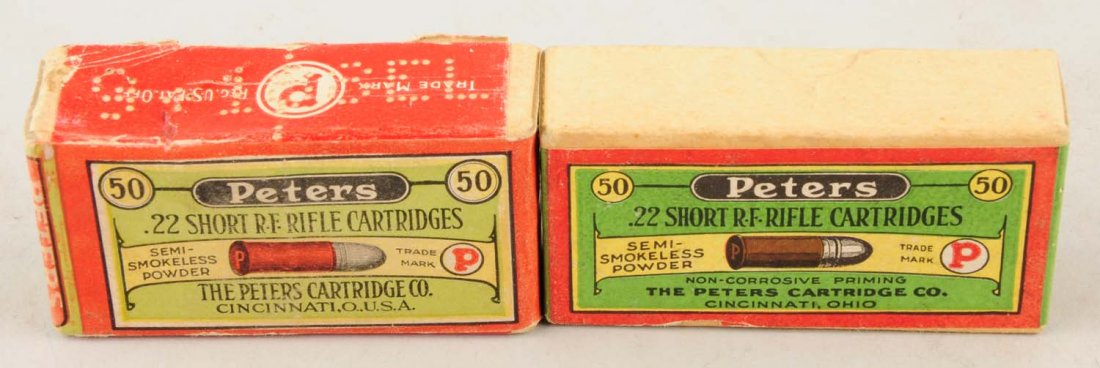 TRADE MARK
P
REG. U.S. PAT. OFF.
50 Peters 50
.22 SHORT R.F. RIFLE CARTRIDGES
SEMI-
SMOKELESS
POWDER
P
TRADE
MARK
P
THE PETERS CARTRIDGE CO.
CINCINNATI, O., U.S.A.
50 Peters 50
.22 SHORT R.F. RIFLE CARTRIDGES
SEMI-
SMOKELESS
POWDER
P
TRADE
MARK
P
NON-CORROSIVE PRIMING
THE PETERS CARTRIDGE CO.
CINCINNATI, OHIO